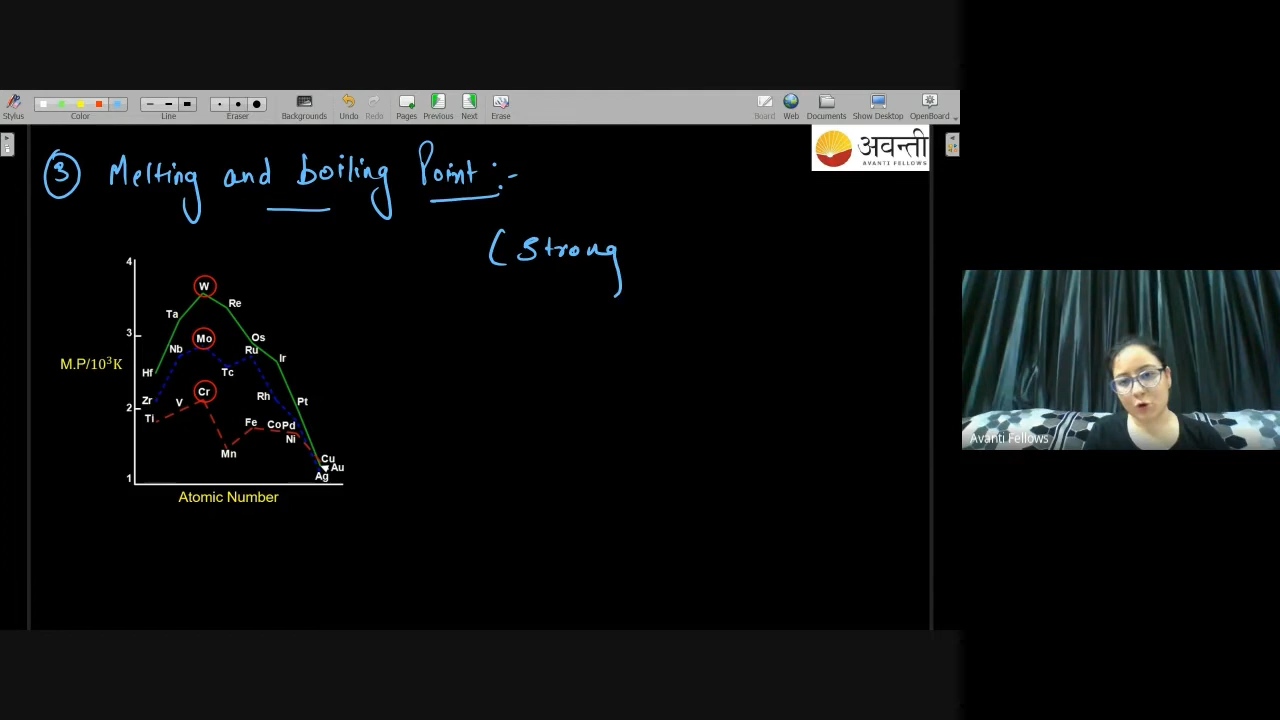 Stylus
Color
Line
Eraser
Backgrounds
Undo
Redo
Pages
Previous
Next
Erase
Board
Web
Documents
Show Desktop
OpenBoard
अवन्ती
AVANTI FELLOWS
3 Melting and boiling Point :-
(Strong
4
W
Re
Ta
3
Mo
Os
Nb
Ru
Ir
M.P/10³K
Hf
Tc
Cr
Zr
V
Rh
Pt
2
Ti
Fe
Co
Pd
Ni
Mn
Cu
Au
Ag
1
Atomic Number
Avanti Fellows